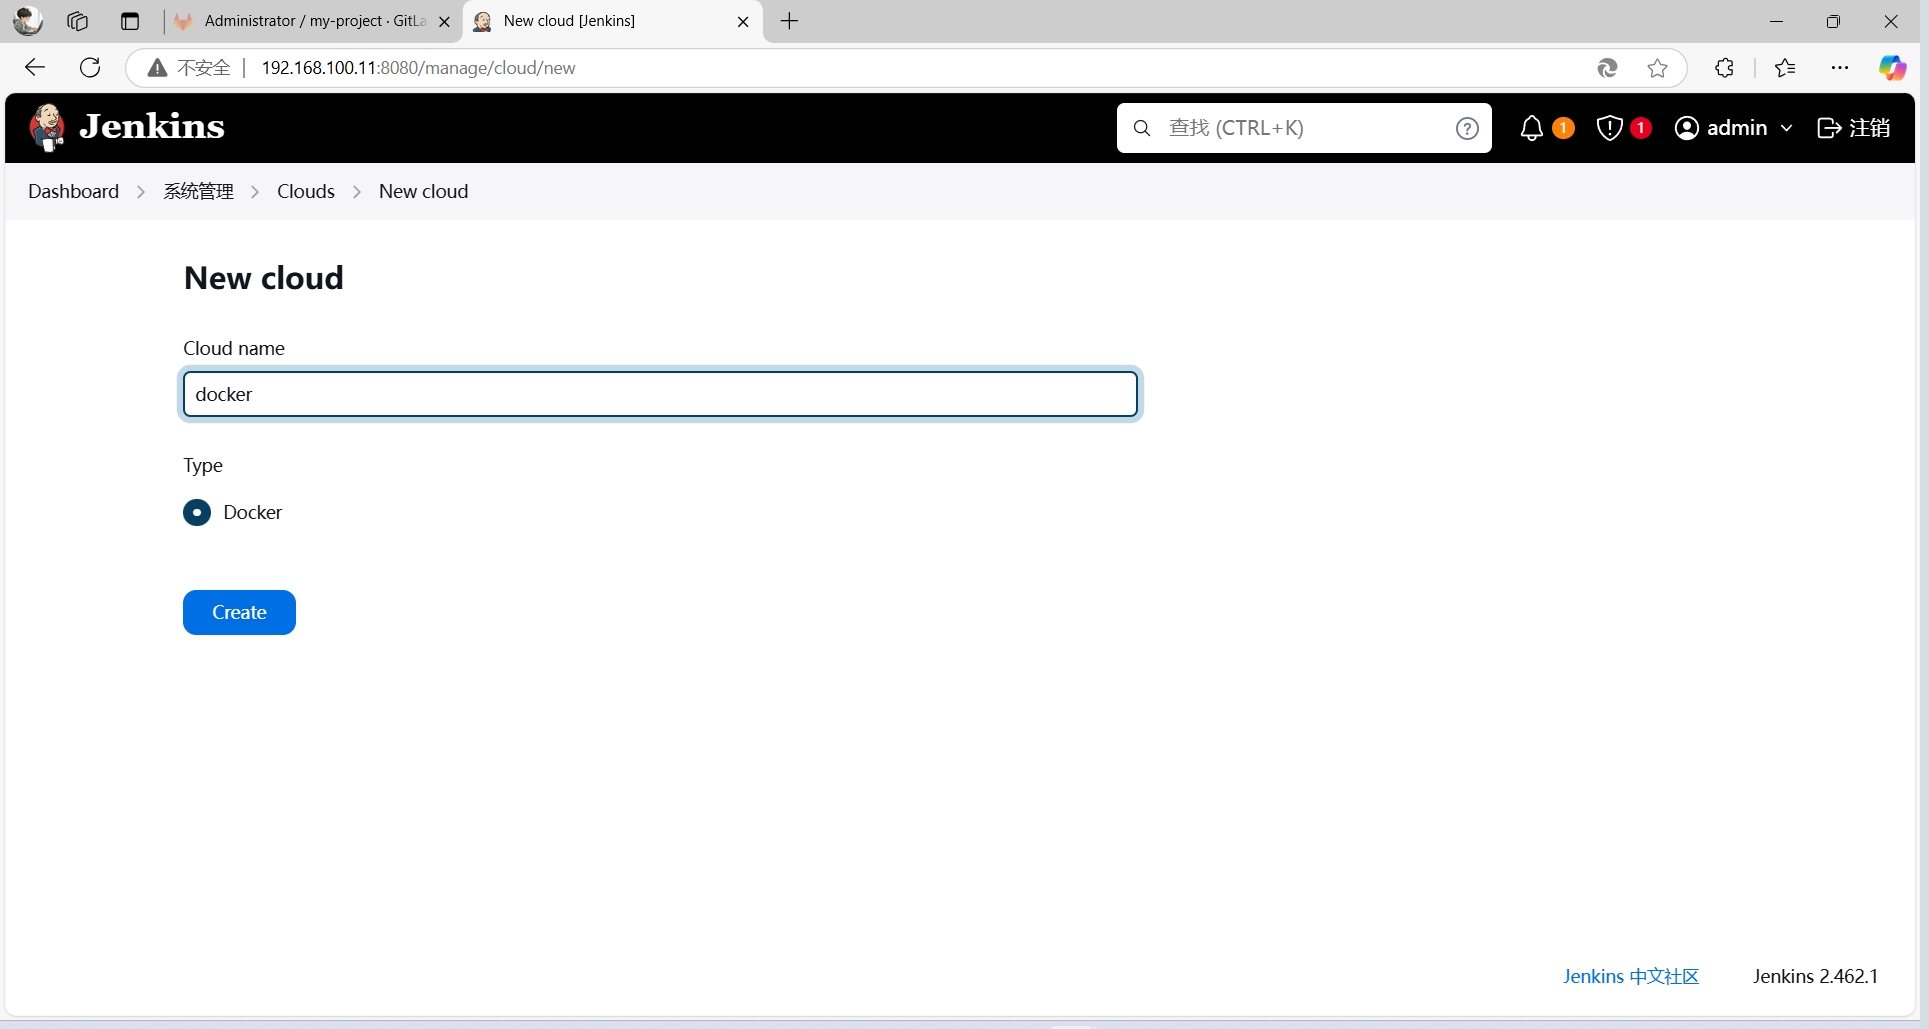 Administrator / my-project · GitLa
New cloud [Jenkins]
不安全
192.168.100.11:8080/manage/cloud/new
Jenkins
查找 (CTRL+K)
1
1
admin
注销
Dashboard
系统管理
Clouds
New cloud
New cloud
Cloud name
docker
Type
Docker
Create
Jenkins 中文社区
Jenkins 2.462.1